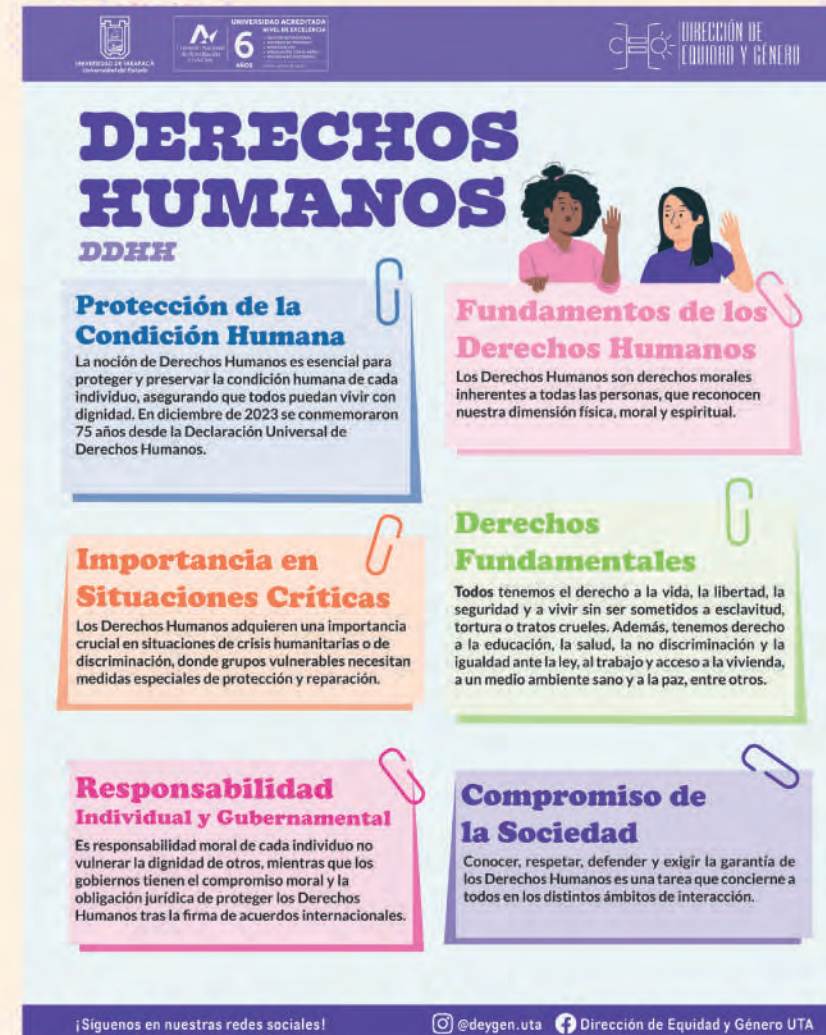 UNIVERSIDAD DE TARAPACÁ
Universidad del Estado
UNIVERSIDAD ACREDITADA
NIVEL DE EXCELENCIA
6
AÑOS
DIRECCIÓN DE
EQUIDAD Y GÉNERO
DERECHOS
HUMANOS
DDHH
Protección de la
Condición Humana
La noción de Derechos Humanos es esencial para
proteger y preservar la condición humana de cada
individuo, asegurando que todos puedan vivir con
dignidad. En diciembre de 2023 se conmemoraron
75 años desde la Declaración Universal de
Derechos Humanos.
Fundamentos de los
Derechos Humanos
Los Derechos Humanos son derechos morales
inherentes a todas las personas, que reconocen
nuestra dimensión física, moral y espiritual.
Importancia en
Situaciones Críticas
Los Derechos Humanos adquieren una importancia
crucial en situaciones de crisis humanitarias o de
discriminación, donde grupos vulnerables necesitan
medidas especiales de protección y reparación.
Derechos
Fundamentales
Todos tenemos el derecho a la vida, la libertad, la
seguridad y a vivir sin ser sometidos a esclavitud,
tortura o tratos crueles. Además, tenemos derecho
a la educación, la salud, la no discriminación y la
igualdad ante la ley, al trabajo y acceso a la vivienda,
a un medio ambiente sano y a la paz, entre otros.
Responsabilidad
Individual y Gubernamental
Es responsabilidad moral de cada individuo no
vulnerar la dignidad de otros, mientras que los
gobiernos tienen el compromiso moral y la
obligación jurídica de proteger los Derechos
Humanos tras la firma de acuerdos internacionales.
Compromiso de
la Sociedad
Conocer, respetar, defender y exigir la garantía de
los Derechos Humanos es una tarea que concierne a
todos en los distintos ámbitos de interacción.
¡Síguenos en nuestras redes sociales!
@deygen.uta
Dirección de Equidad y Género UTA